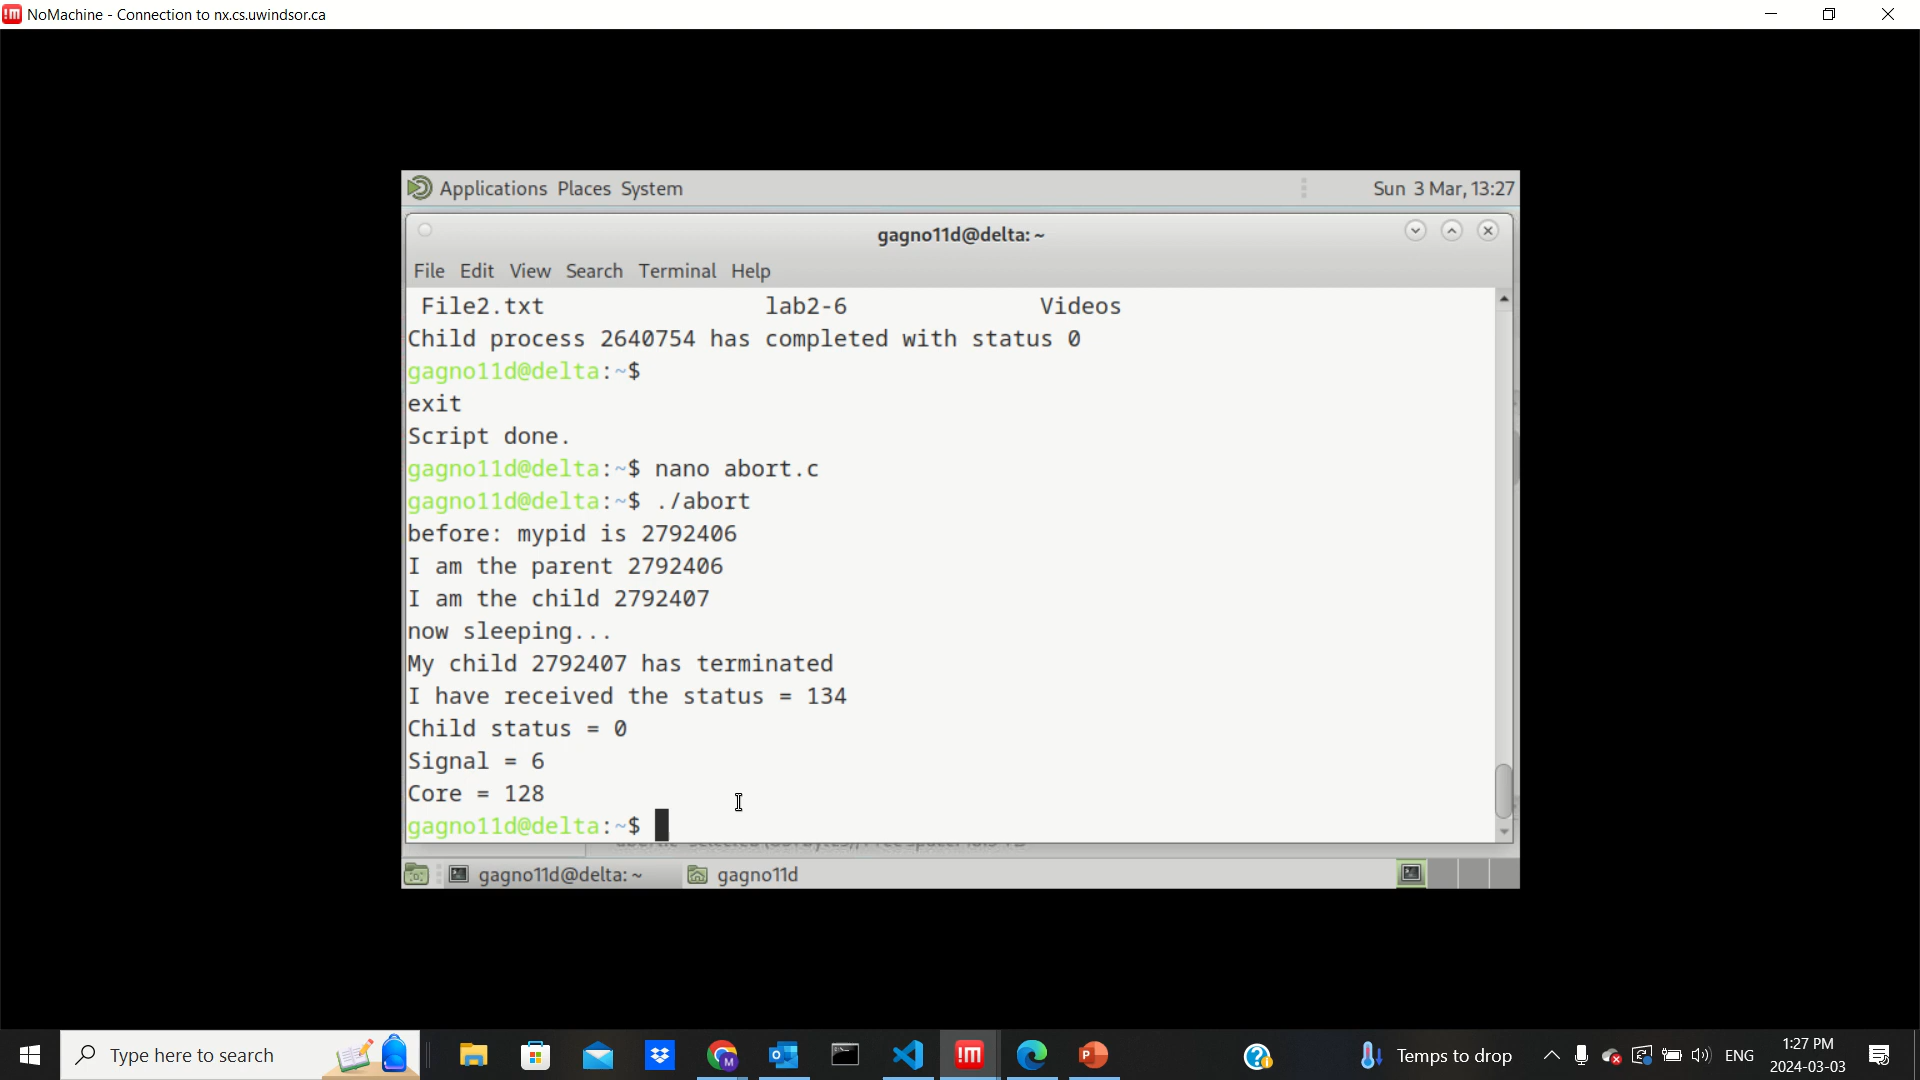 NoMachine - Connection to nx.cs.uwindsor.ca
Applications Places System
Sun 3 Mar, 13:27
gagno11d@delta: ~
File Edit View Search Terminal Help
File2.txt lab2-6 Videos
Child process 2640754 has completed with status 0
gagno11d@delta:~$
exit
Script done.
gagno11d@delta:~$ nano abort.c
gagno11d@delta:~$ ./abort
before: mypid is 2792406
I am the parent 2792406
I am the child 2792407
now sleeping...
My child 2792407 has terminated
I have received the status = 134
Child status = 0
Signal = 6
Core = 128
gagno11d@delta:~$
gagno11d@delta: ~
gagno11d
Type here to search
Temps to drop
ENG
1:27 PM
2024-03-03